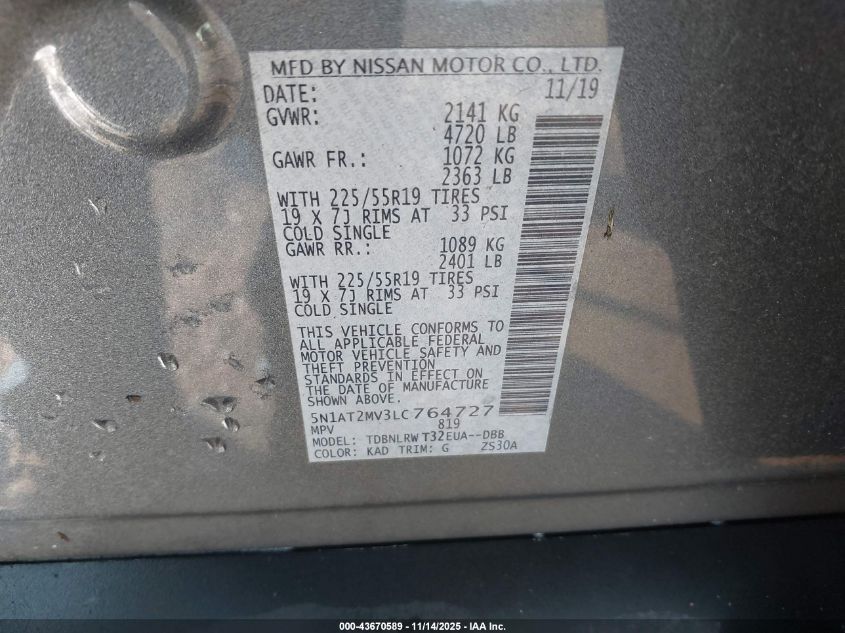 MFD BY NISSAN MOTOR CO., LTD.
DATE: 11/19
GVWR: 2141 KG
4720 LB
GAWR FR.: 1072 KG
2363 LB
WITH 225/55R19 TIRES
19 X 7J RIMS AT 33 PSI
COLD SINGLE
GAWR RR.: 1089 KG
2401 LB
WITH 225/55R19 TIRES
19 X 7J RIMS AT 33 PSI
COLD SINGLE
THIS VEHICLE CONFORMS TO
ALL APPLICABLE FEDERAL
MOTOR VEHICLE SAFETY AND
THEFT PREVENTION
STANDARDS IN EFFECT ON
THE DATE OF MANUFACTURE
SHOWN ABOVE.
5N1AT2MV3LC764727
MPV 819
MODEL: TDBNLRW T32EUA--DBB
COLOR: KAD TRIM: G ZS30A
000-43670589 - 11/14/2025 - IAA Inc.